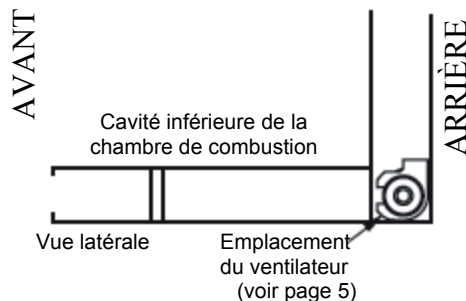 AVANT
ARRIÈRE
Cavité inférieure de la
chambre de combustion
Vue latérale
Emplacement
du ventilateur
(voir page 5)